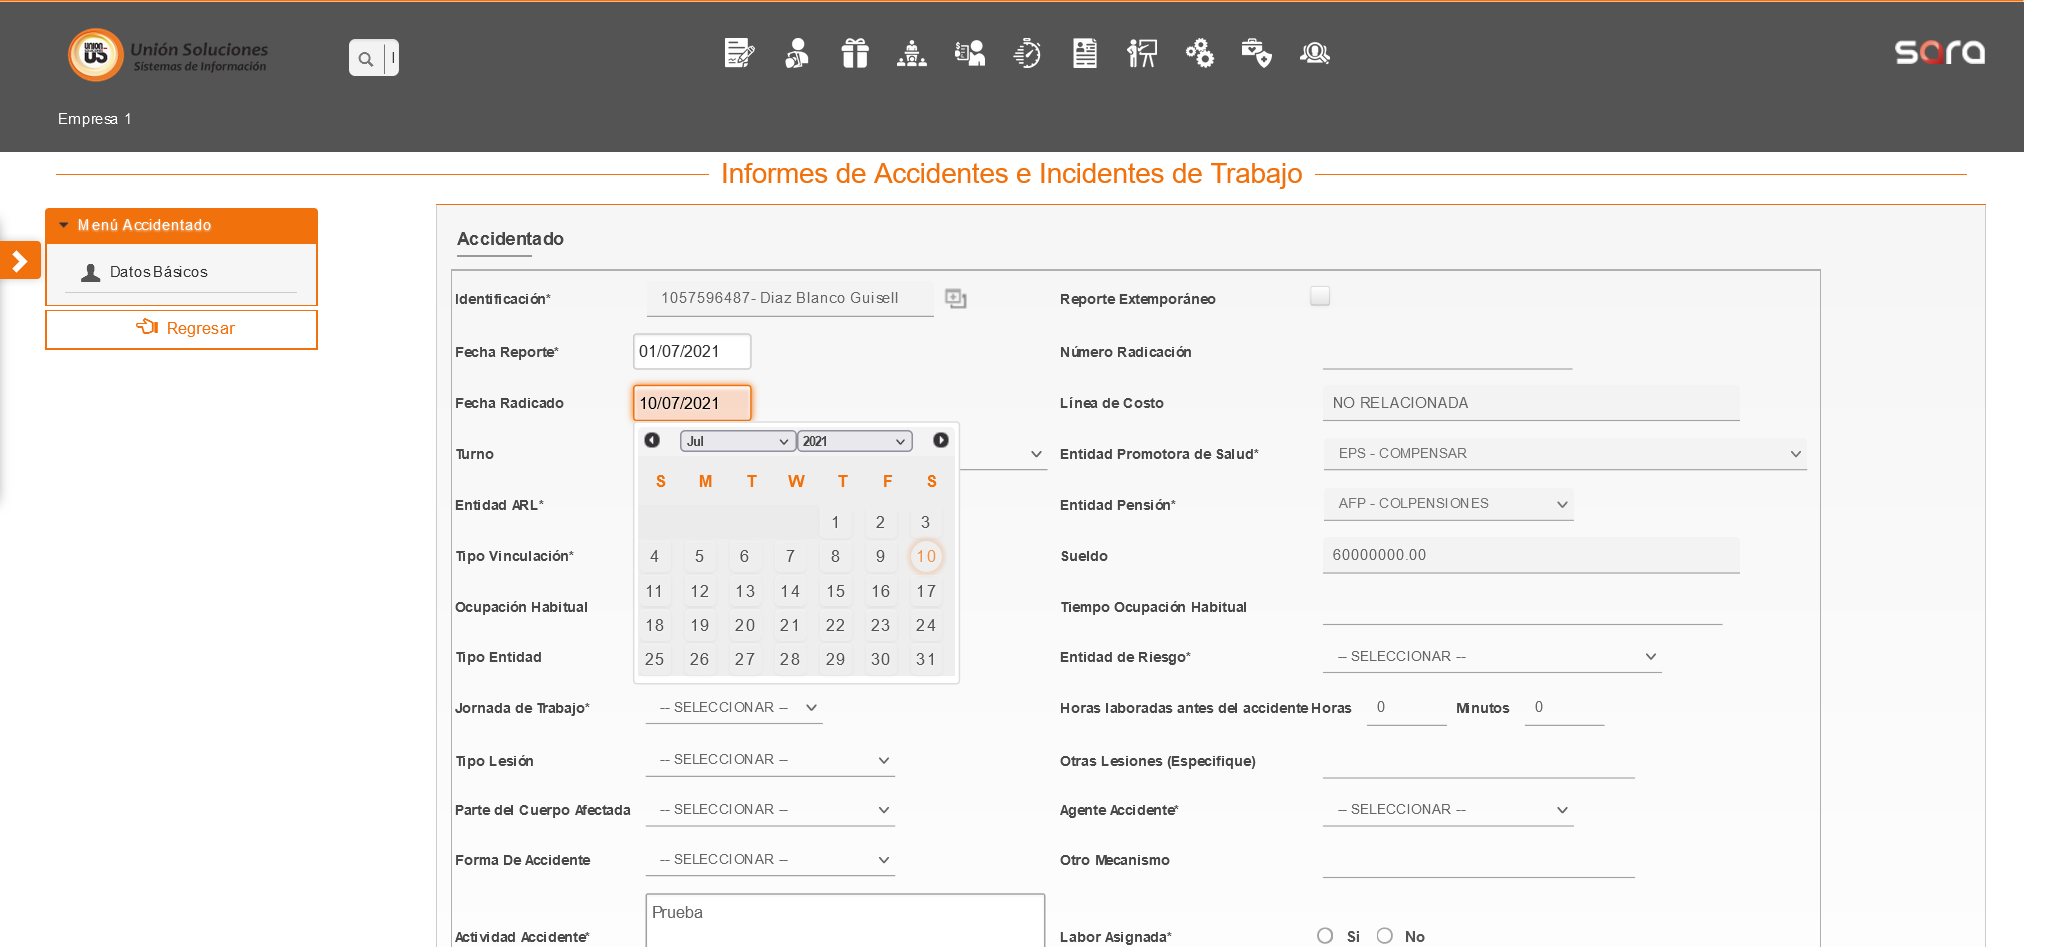 UNION
US
Unión Soluciones
Sistemas de Información
sara
Empresa 1
Informes de Accidentes e Incidentes de Trabajo
Menú Accidentado
Datos Básicos
Regresar
Accidentado
Identificación* 1057596487- Diaz Blanco Guisell Reporte Extemporáneo
Fecha Reporte* 01/07/2021 Número Radicación
Fecha Radicado 10/07/2021 Línea de Costo NO RELACIONADA
Jul 2021
Turno Entidad Promotora de Salud* EPS - COMPENSAR
S M T W T F S
Entidad ARL* Entidad Pensión* AFP - COLPENSIONES
1 2 3
Tipo Vinculación* 4 5 6 7 8 9 10 Sueldo 60000000.00
11 12 13 14 15 16 17
Ocupación Habitual Tiempo Ocupación Habitual
18 19 20 21 22 23 24
Tipo Entidad 25 26 27 28 29 30 31 Entidad de Riesgo* -- SELECCIONAR --
Jornada de Trabajo* -- SELECCIONAR -- Horas laboradas antes del accidente Horas 0 Minutos 0
Tipo Lesión -- SELECCIONAR -- Otras Lesiones (Especifique)
Parte del Cuerpo Afectada -- SELECCIONAR -- Agente Accidente* -- SELECCIONAR --
Forma De Accidente -- SELECCIONAR -- Otro Mecanismo
Prueba
Actividad Accidente* Labor Asignada* Si No